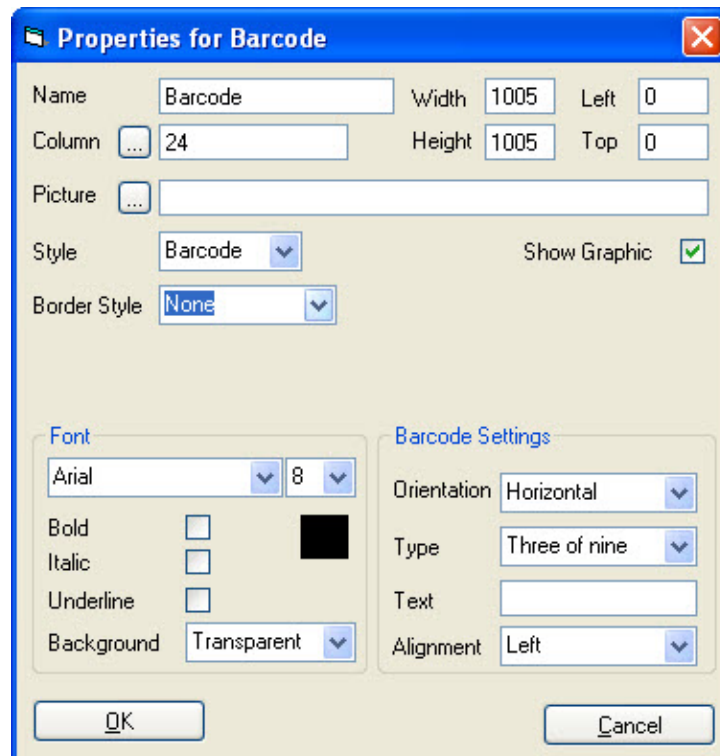 Properties for Barcode
Name Barcode Width 1005 Left 0
Column ... 24 Height 1005 Top 0
Picture ...
Style Barcode Show Graphic
Border Style None
Font
Arial 8
Bold
Italic
Underline
Background Transparent
Barcode Settings
Orientation Horizontal
Type Three of nine
Text
Alignment Left
OK Cancel